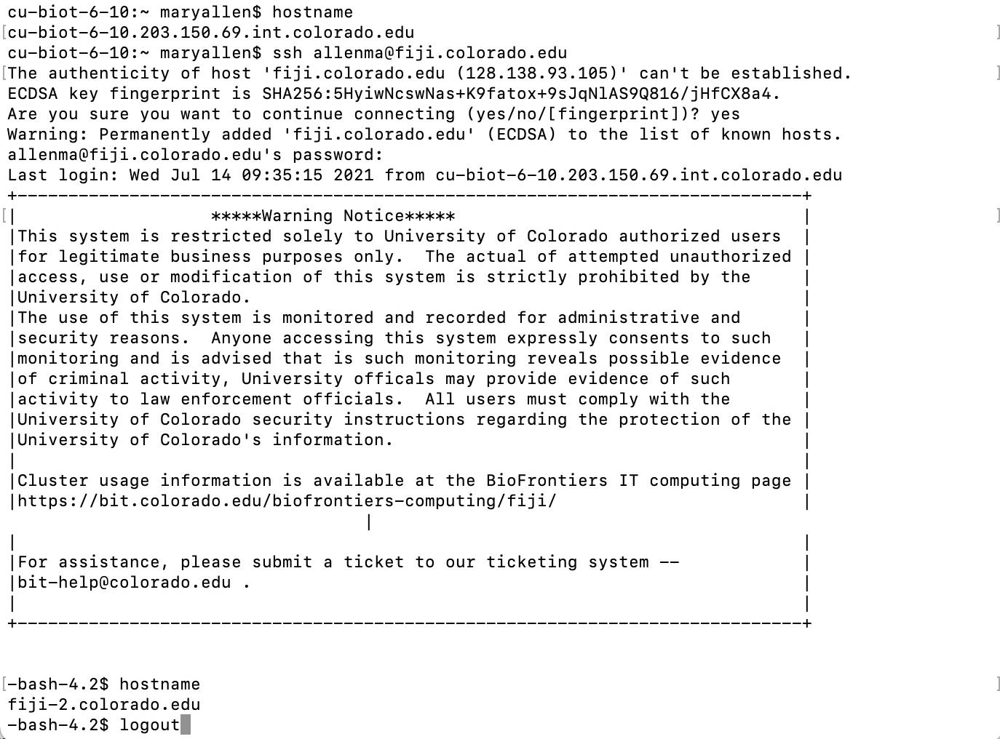 cu-biot-6-10:~ maryallen$ hostname
[cu-biot-6-10.203.150.69.int.colorado.edu ]
cu-biot-6-10:~ maryallen$ ssh allenma@fiji.colorado.edu
[The authenticity of host 'fiji.colorado.edu (128.138.93.105)' can't be established. ]
ECDSA key fingerprint is SHA256:5HyiwNcswNas+K9fatox+9sJqNlAS9Q816/jHfCX8a4.
Are you sure you want to continue connecting (yes/no/[fingerprint])? yes
Warning: Permanently added 'fiji.colorado.edu' (ECDSA) to the list of known hosts.
allenma@fiji.colorado.edu's password:
Last login: Wed Jul 14 09:35:15 2021 from cu-biot-6-10.203.150.69.int.colorado.edu
+-----------------------------------------------------------------------------+
[|                   *****Warning Notice*****                                  | ]
|This system is restricted solely to University of Colorado authorized users  |
|for legitimate business purposes only.  The actual of attempted unauthorized |
|access, use or modification of this system is strictly prohibited by the     |
|University of Colorado.                                                      |
|The use of this system is monitored and recorded for administrative and      |
|security reasons.  Anyone accessing this system expressly consents to such   |
|monitoring and is advised that is such monitoring reveals possible evidence  |
|of criminal activity, University officals may provide evidence of such       |
|activity to law enforcement officials.  All users must comply with the       |
|University of Colorado security instructions regarding the protection of the |
|University of Colorado's information.                                        |
|                                                                             |
|Cluster usage information is available at the BioFrontiers IT computing page |
|https://bit.colorado.edu/biofrontiers-computing/fiji/                        |
                                   |
|                                                                             |
|For assistance, please submit a ticket to our ticketing system --            |
|bit-help@colorado.edu .                                                      |
|                                                                             |
+-----------------------------------------------------------------------------+
[-bash-4.2$ hostname ]
fiji-2.colorado.edu
-bash-4.2$ logout